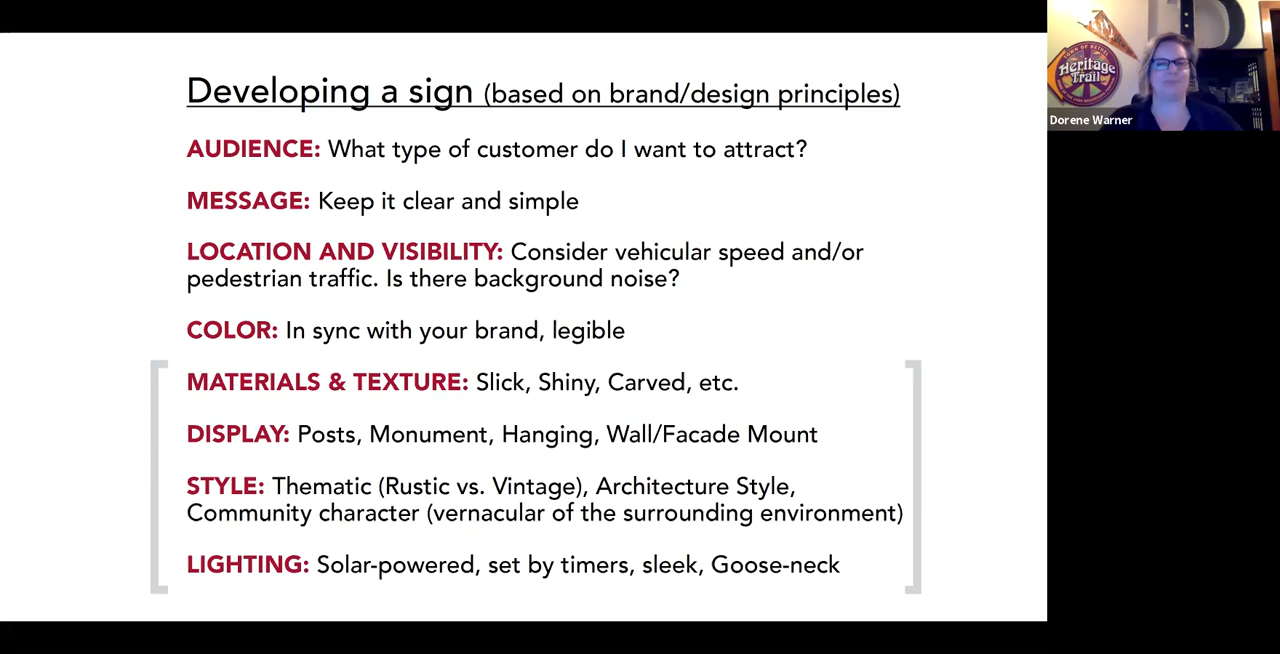 Developing a sign (based on brand/design principles)
AUDIENCE: What type of customer do I want to attract?
MESSAGE: Keep it clear and simple
LOCATION AND VISIBILITY: Consider vehicular speed and/or
pedestrian traffic. Is there background noise?
COLOR: In sync with your brand, legible
MATERIALS & TEXTURE: Slick, Shiny, Carved, etc.
DISPLAY: Posts, Monument, Hanging, Wall/Facade Mount
STYLE: Thematic (Rustic vs. Vintage), Architecture Style,
Community character (vernacular of the surrounding environment)
LIGHTING: Solar-powered, set by timers, sleek, Goose-neck
TOWN OF BETHEL
Heritage
Trail
Dorene Warner